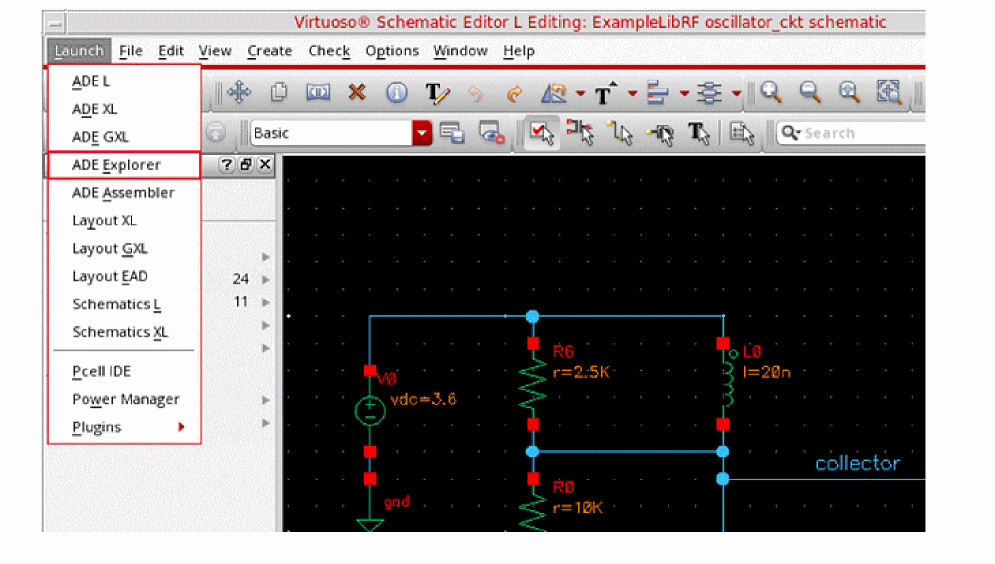 Virtuoso® Schematic Editor L Editing: ExampleLibRF oscillator_ckt schematic
Launch File Edit View Create Check Options Window Help
ADE L
ADE XL
ADE GXL
Basic
Search
ADE Explorer
ADE Assembler
Layout XL
Layout GXL
Layout EAD
24
Schematics L
11
Schematics XL
Pcell IDE
Power Manager
Plugins
R6
r=2.5K
L0
l=20n
V0
vdc=3.6
collector
R0
r=10K
gnd